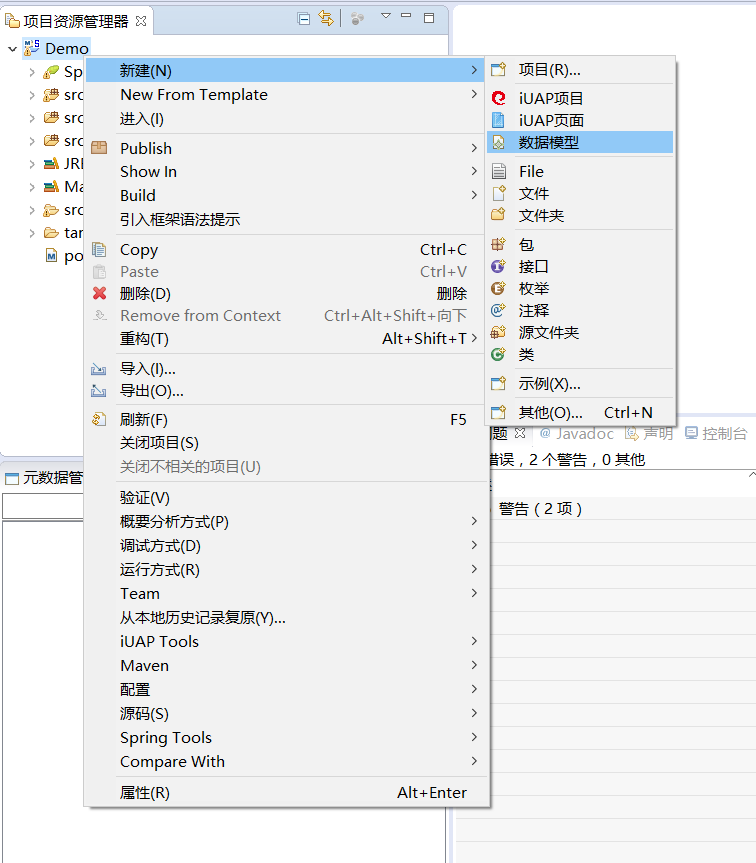 项目资源管理器
Demo
Sp
src
src
src
JRE
Ma
src
tar
po
新建(N)
New From Template
进入(I)
Publish
Show In
Build
引入框架语法提示
Copy Ctrl+C
Paste Ctrl+V
删除(D) 删除
Remove from Context Ctrl+Alt+Shift+向下
重构(T) Alt+Shift+T
导入(I)...
导出(O)...
刷新(F) F5
关闭项目(S)
关闭不相关的项目(U)
验证(V)
概要分析方式(P)
调试方式(D)
运行方式(R)
Team
从本地历史记录复原(Y)...
iUAP Tools
Maven
配置
源码(S)
Spring Tools
Compare With
属性(R) Alt+Enter
项目(R)...
iUAP项目
iUAP页面
数据模型
File
文件
文件夹
包
接口
枚举
注释
源文件夹
类
示例(X)...
其他(O)... Ctrl+N
元数据管
题 @ Javadoc 声明 控制台
错误，2 个警告，0 其他
警告 ( 2 项 )